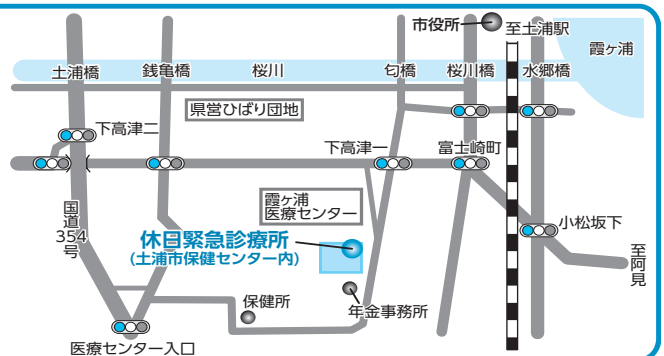 市役所
至土浦駅
霞ヶ浦
土浦橋
銭亀橋
桜川
匂橋
桜川橋
水郷橋
県営ひばり団地
下高津二
下高津一
富士崎町
霞ヶ浦
医療センター
国道354号
小松坂下
休日緊急診療所
(土浦市保健センター内)
至阿見
保健所
年金事務所
医療センター入口